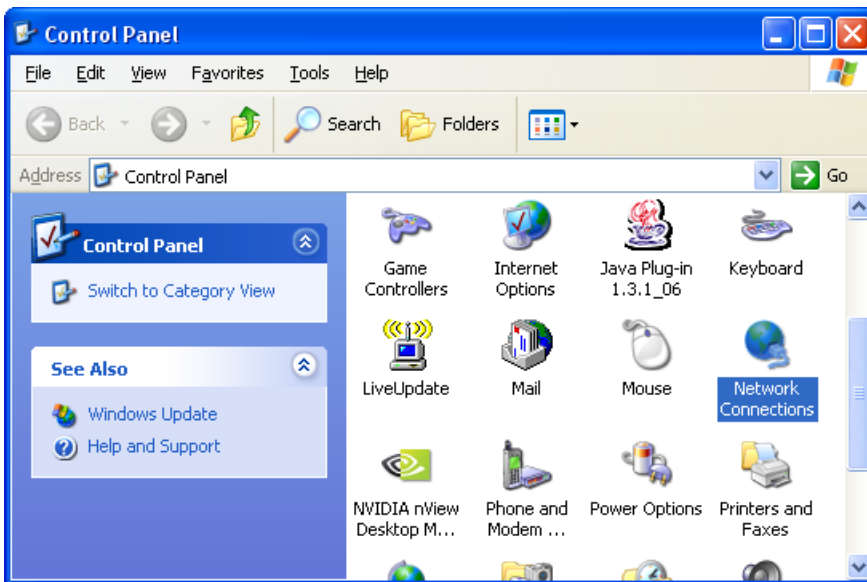 Control Panel
File Edit View Favorites Tools Help
Back Search Folders
Address Control Panel Go
Control Panel
Switch to Category View
See Also
Windows Update
Help and Support
Game
Controllers
Internet
Options
Java Plug-in
1.3.1_06
Keyboard
LiveUpdate
Mail
Mouse
Network
Connections
NVIDIA nView
Desktop M...
Phone and
Modem ...
Power Options
Printers and
Faxes